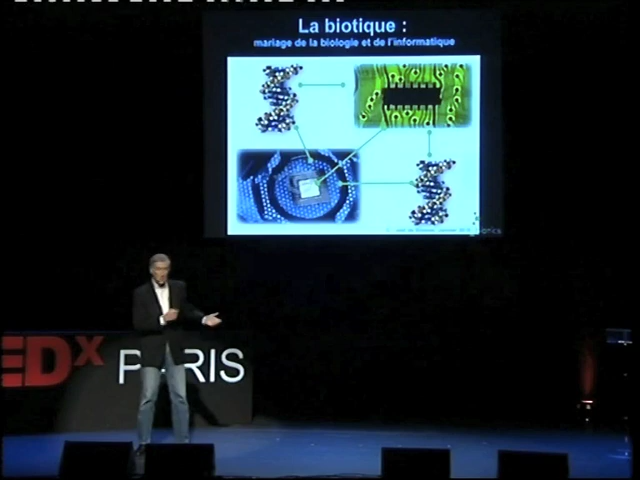 La biotique :
mariage de la biologie et de l'informatique
EDx
PARIS